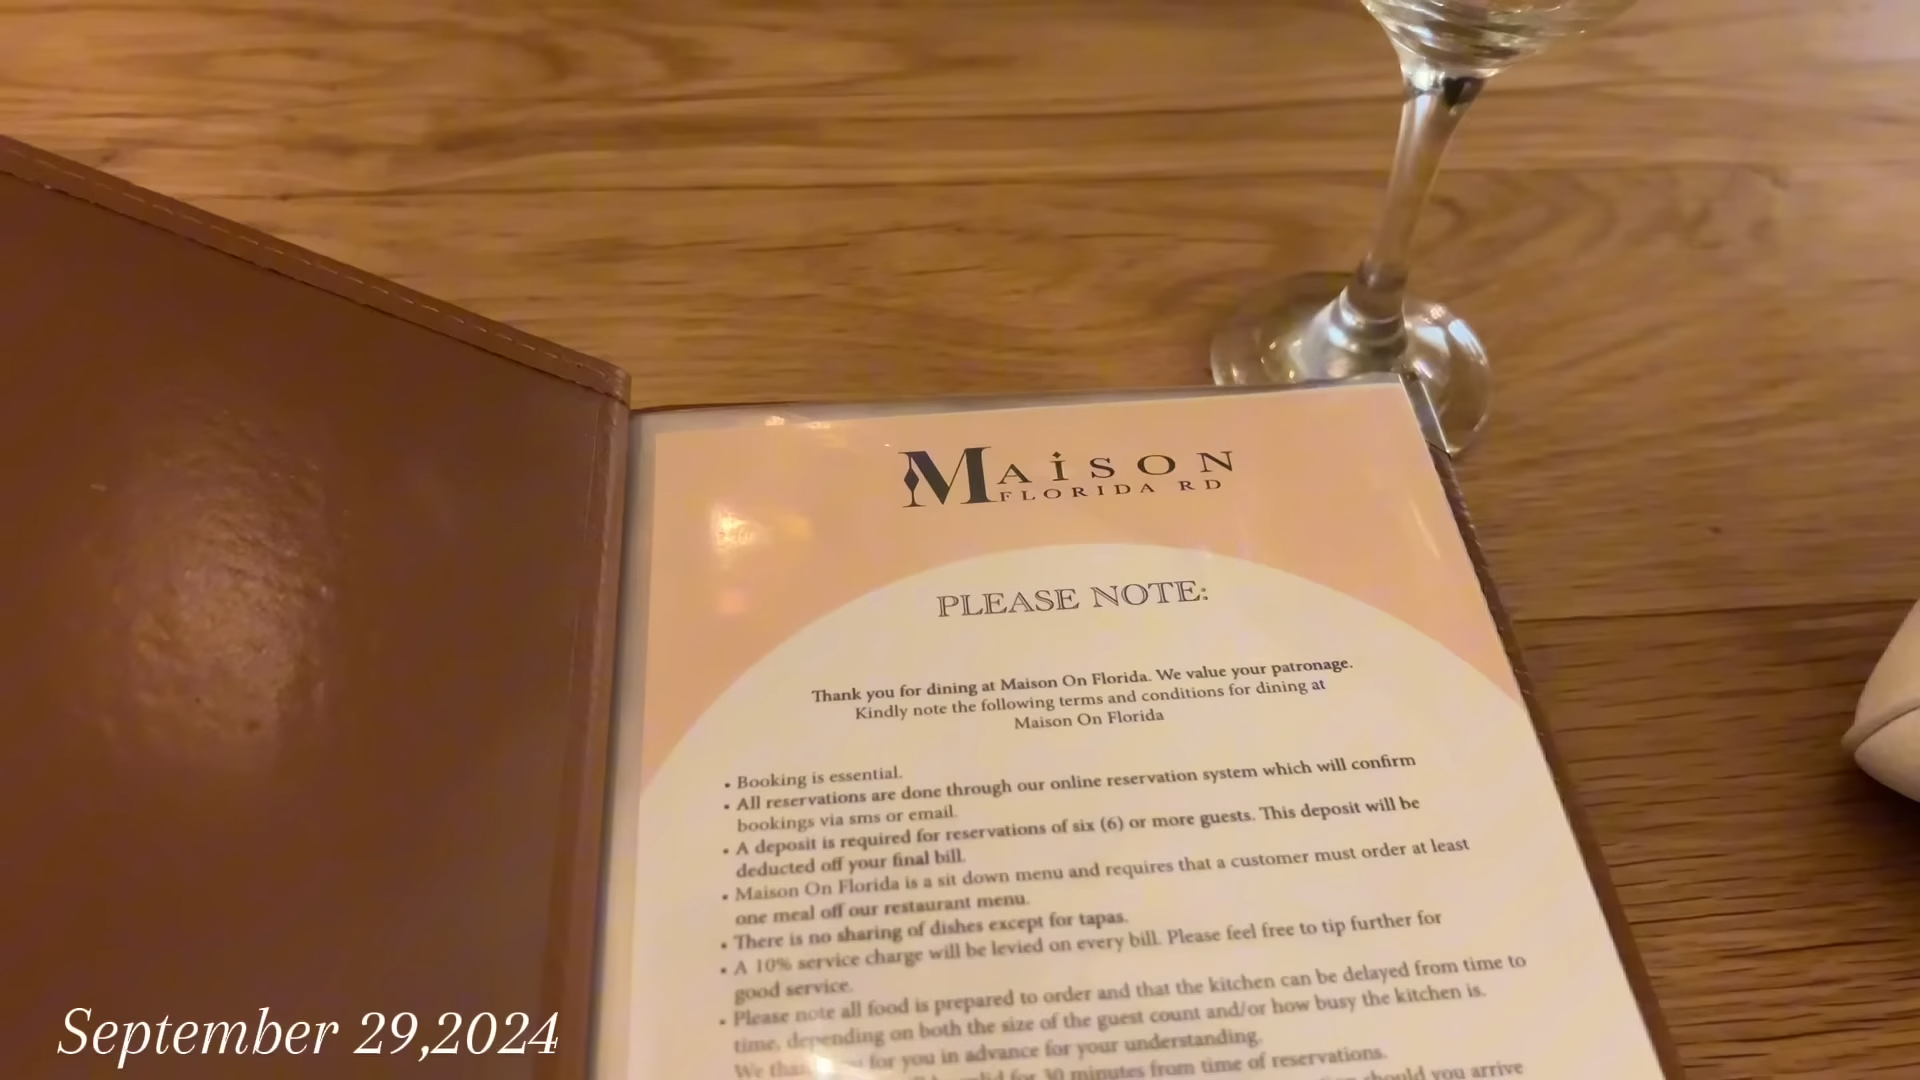 MAISON
FLORIDA RD
PLEASE NOTE:
Thank you for dining at Maison On Florida. We value your patronage.
Kindly note the following terms and conditions for dining at
Maison On Florida
• Booking is essential.
• All reservations are done through our online reservation system which will confirm
bookings via sms or email.
• A deposit is required for reservations of six (6) or more guests. This deposit will be
deducted off your final bill.
• Maison On Florida is a sit down menu and requires that a customer must order at least
one meal off our restaurant menu.
• There is no sharing of dishes except for tapas.
• A 10% service charge will be levied on every bill. Please feel free to tip further for
good service.
• Please note all food is prepared to order and that the kitchen can be delayed from time to
time, depending on both the size of the guest count and/or how busy the kitchen is.
We for you in advance for your understanding.
for 30 minutes from time of reservations.
should you arrive
September 29,2024